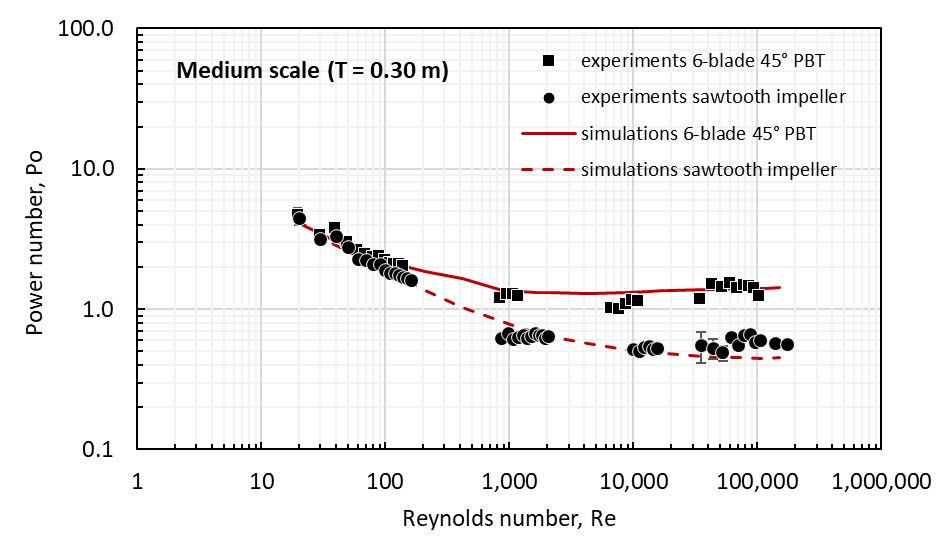 100.0
10.0
1.0
0.1
Power number, Po
Medium scale (T = 0.30 m)
experiments 6-blade 45° PBT
experiments sawtooth impeller
simulations 6-blade 45° PBT
simulations sawtooth impeller
1 10 100 1,000 10,000 100,000 1,000,000
Reynolds number, Re